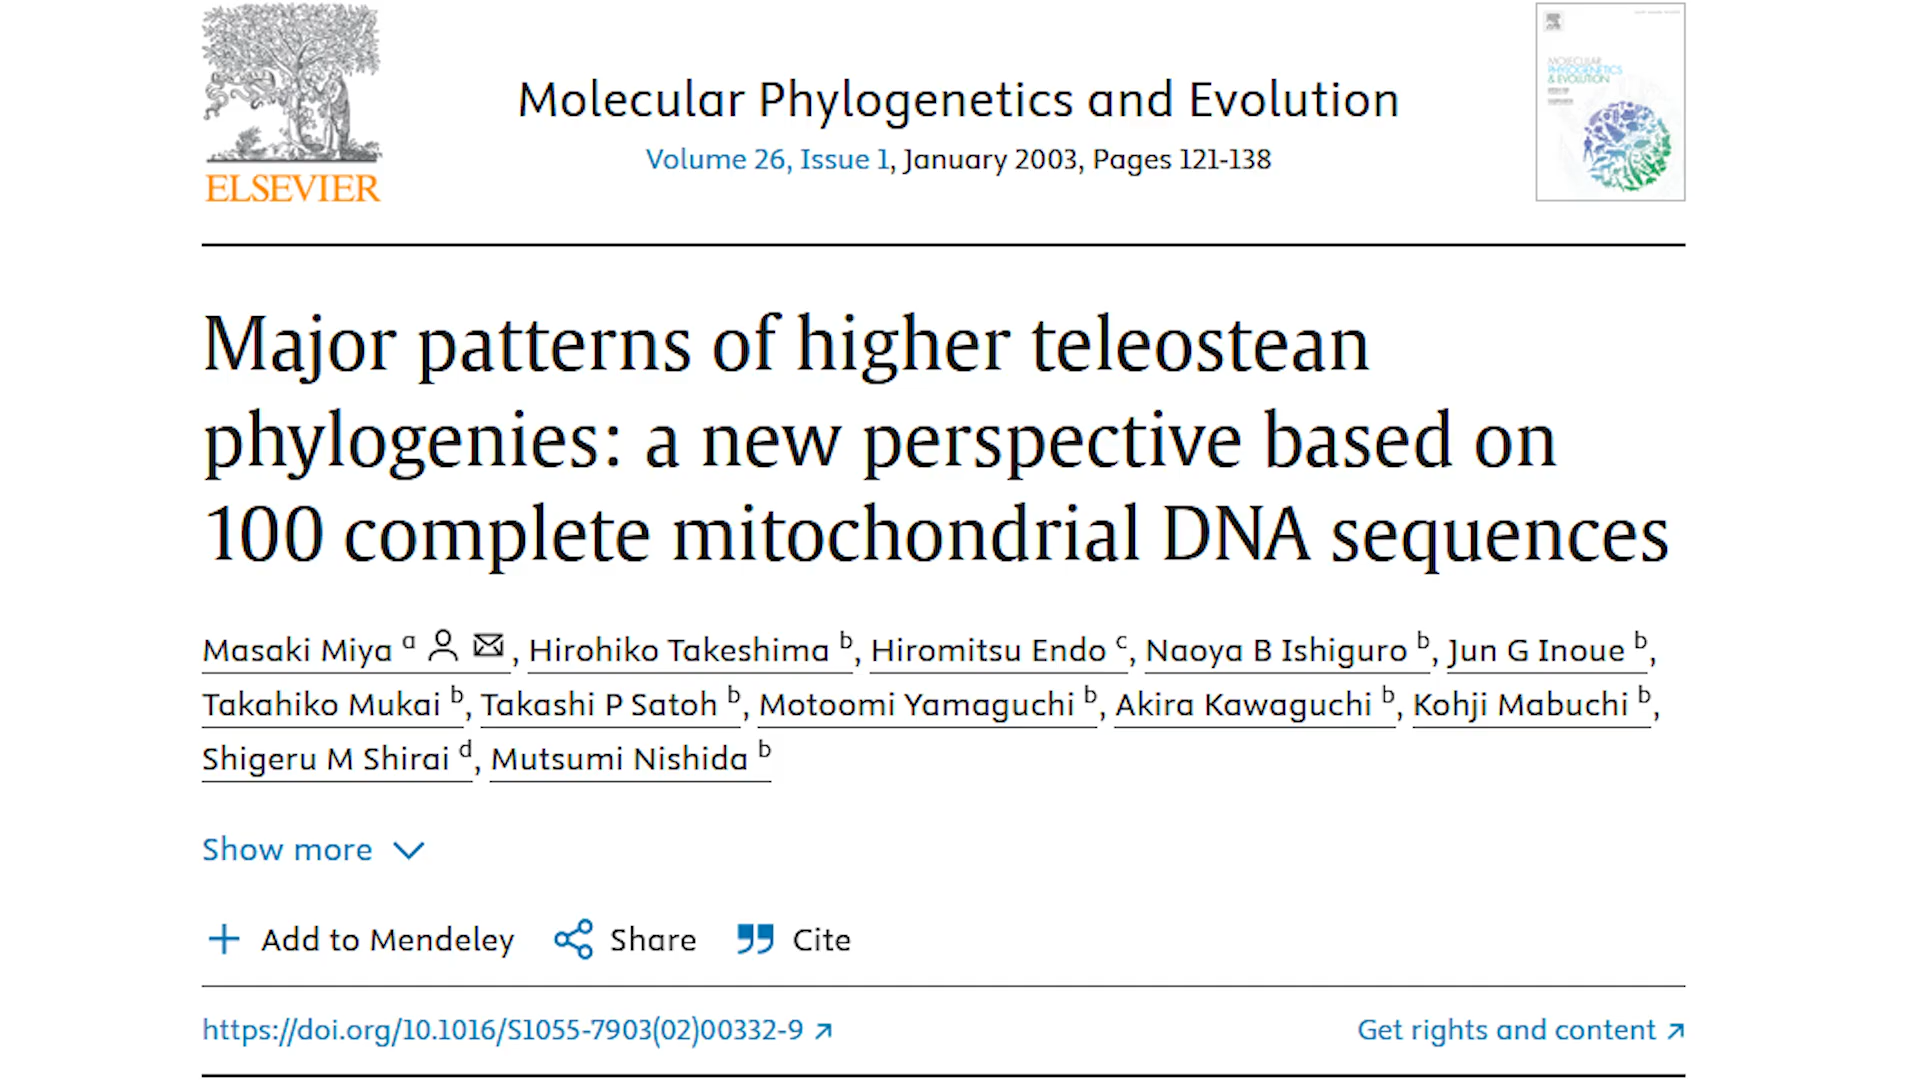 ELSEVIER
Molecular Phylogenetics and Evolution
Volume 26, Issue 1, January 2003, Pages 121-138
MOLECULAR
PHYLOGENETICS
& EVOLUTION
Major patterns of higher teleostean
phylogenies: a new perspective based on
100 complete mitochondrial DNA sequences
Masaki Miya a, Hirohiko Takeshima b, Hiromitsu Endo c, Naoya B Ishiguro b, Jun G Inoue b,
Takahiko Mukai b, Takashi P Satoh b, Motoomi Yamaguchi b, Akira Kawaguchi b, Kohji Mabuchi b,
Shigeru M Shirai d, Mutsumi Nishida b
Show more
Add to Mendeley Share Cite
https://doi.org/10.1016/S1055-7903(02)00332-9 Get rights and content